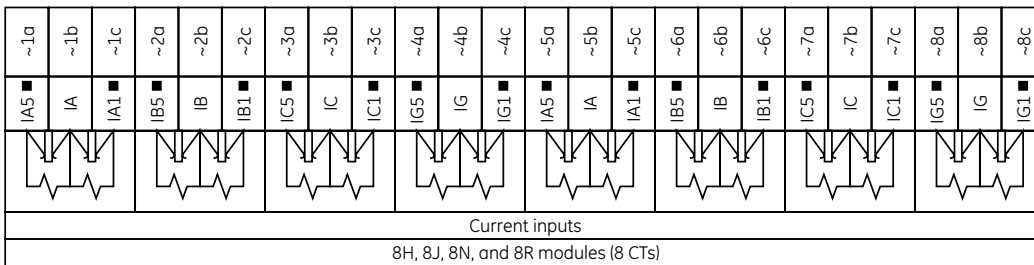 ~1a ~1b ~1c ~2a ~2b ~2c ~3a ~3b ~3c ~4a ~4b ~4c ~5a ~5b ~5c ~6a ~6b ~6c ~7a ~7b ~7c ~8a ~8b ~8c
IA5 IA IA1 IB5 IB IB1 IC5 IC IC1 IG5 IG IG1 IA5 IA IA1 IB5 IB IB1 IC5 IC IC1 IG5 IG IG1
Current inputs
8H, 8J, 8N, and 8R modules (8 CTs)